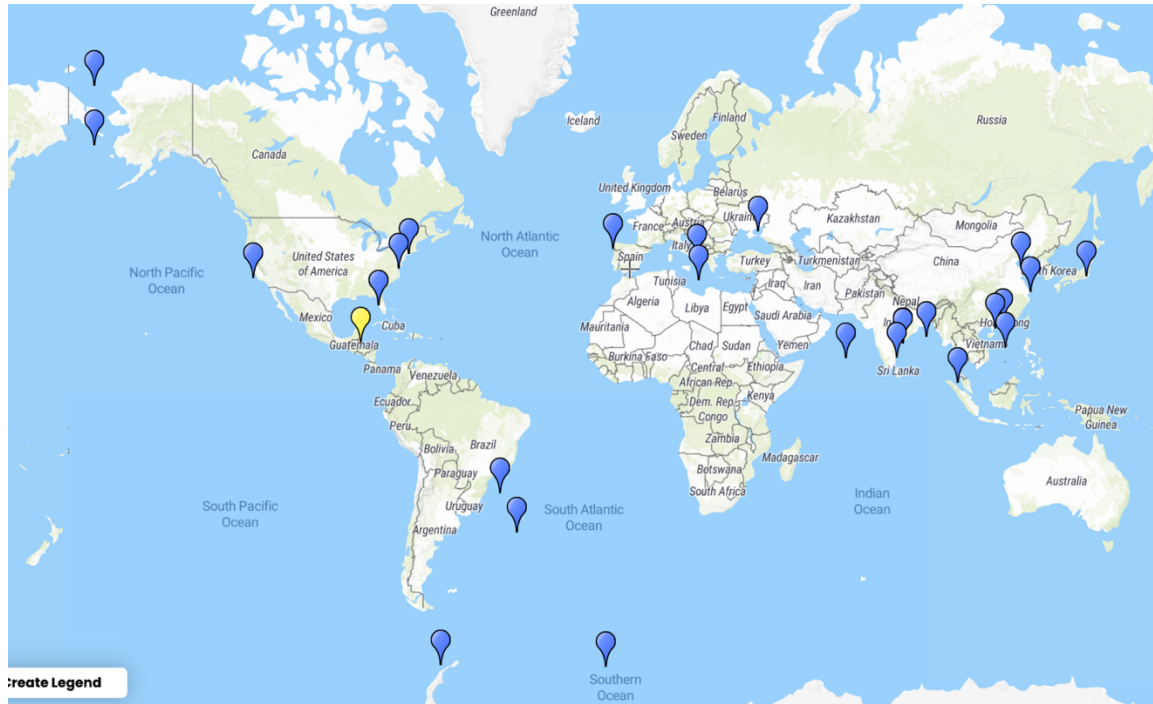 Greenland
Iceland
Finland
Sweden
Russia
Canada
United Kingdom
Belarus
North Atlantic
Ocean
France
Austria
Ukraine
Kazakhstan
Mongolia
United States
of America
North Pacific
Ocean
Italy
Spain
Turkey
Turkmenistan
China
th Korea
Tunisia
Algeria
Libya
Egypt
Iraq
Iran
Pakistan
Nepal
Saudi Arabia
Mexico
Cuba
Guatemala
Mauritania
Chad
Sudan
Yemen
Vietnam
Panama
Venezuela
Burkina Faso
Central
African Rep.
Ethiopia
Sri Lanka
Ecuador
Dem. Rep.
Congo
Kenya
Papua New
Guinea
Peru
Brazil
Bolivia
Zambia
Madagascar
Paraguay
Botswana
Australia
South Africa
South Pacific
Ocean
Uruguay
South Atlantic
Ocean
Indian
Ocean
Argentina
Southern
Ocean
Create Legend